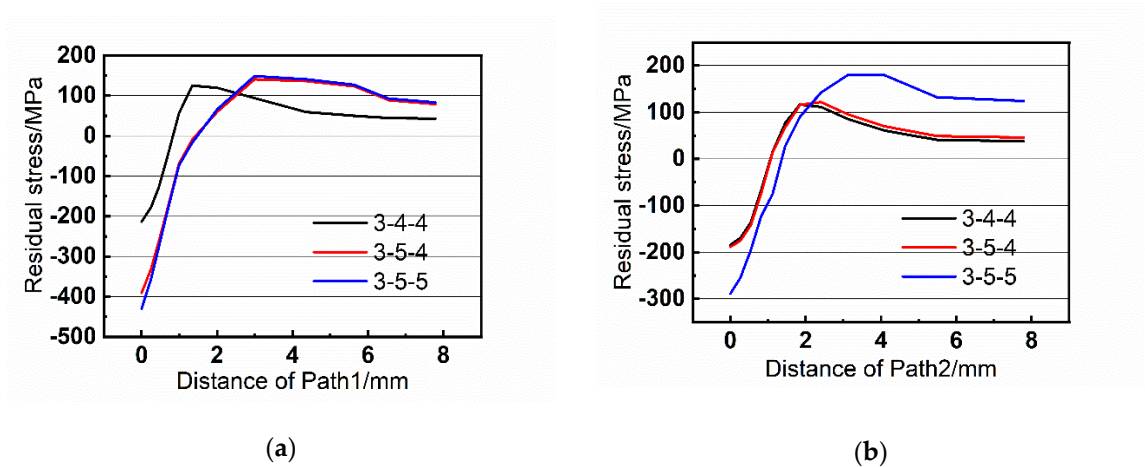 200
100
0
-100
-200
-300
-400
-500
Residual stress/MPa
3-4-4
3-5-4
3-5-5
0 2 4 6 8
Distance of Path1/mm
(a)
200
100
0
-100
-200
-300
Residual stress/MPa
3-4-4
3-5-4
3-5-5
0 2 4 6 8
Distance of Path2/mm
(b)